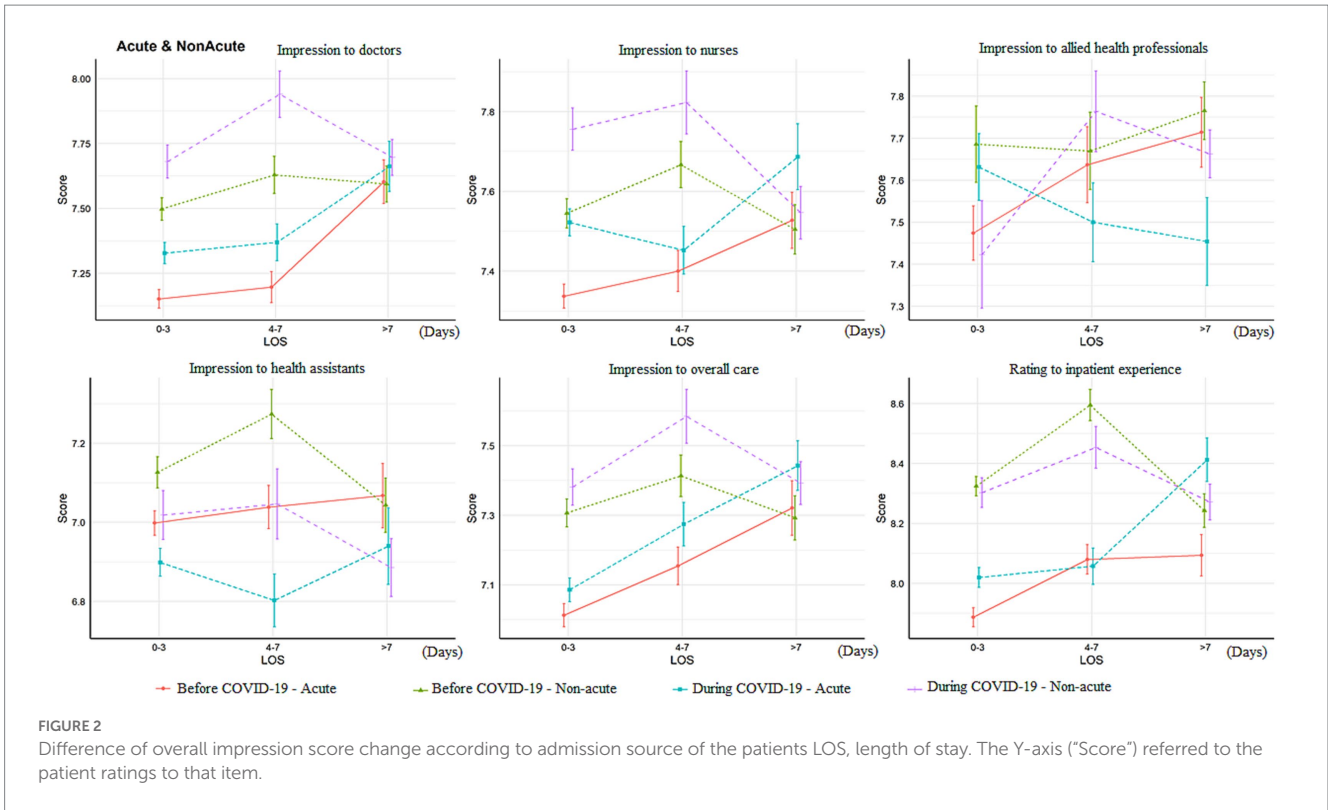 Acute & NonAcute
Impression to doctors
8.00
7.75
7.50
7.25
Score
0-3
4-7
>7
(Days)
LOS
Impression to nurses
7.8
7.6
7.4
Score
0-3
4-7
>7
(Days)
LOS
Impression to allied health professionals
7.8
7.7
7.6
7.5
7.4
7.3
Score
0-3
4-7
>7
(Days)
LOS
Impression to health assistants
7.2
7.0
6.8
Score
0-3
4-7
>7
(Days)
LOS
Impression to overall care
7.5
7.3
7.1
Score
0-3
4-7
>7
(Days)
LOS
Rating to inpatient experience
8.6
8.4
8.2
8.0
Score
0-3
4-7
>7
(Days)
LOS
Before COVID-19 - Acute
Before COVID-19 - Non-acute
During COVID-19 - Acute
During COVID-19 - Non-acute
FIGURE 2
Difference of overall impression score change according to admission source of the patients LOS, length of stay. The Y-axis (“Score”) referred to the
patient ratings to that item.